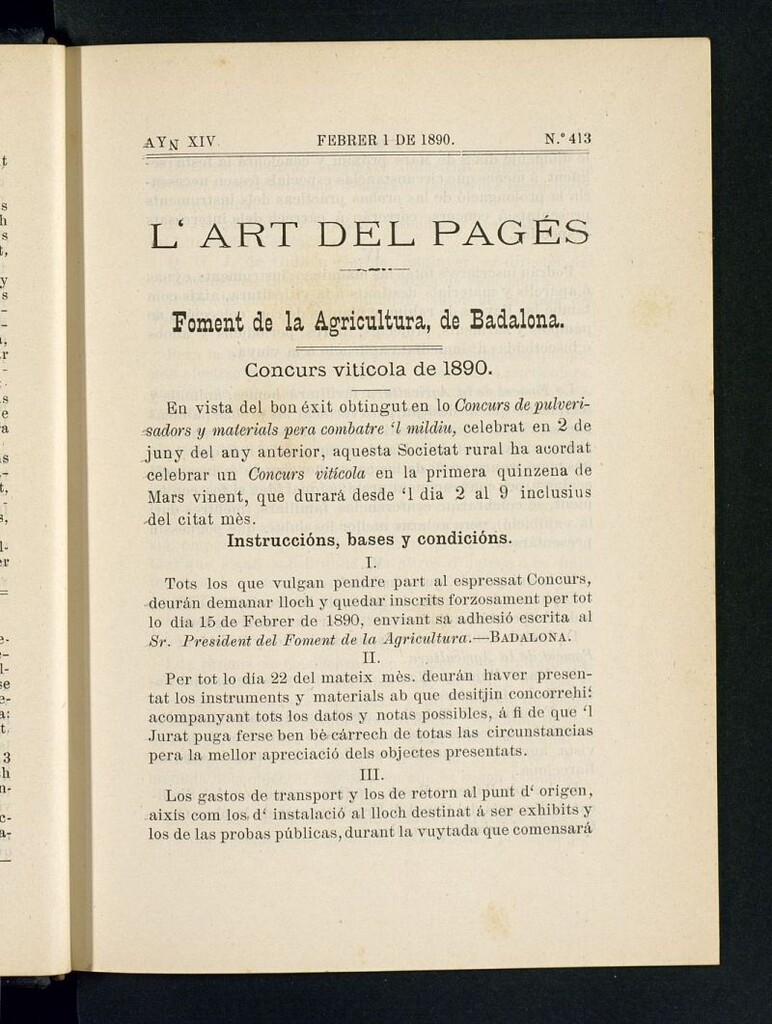 AYN XIV FEBRER 1 DE 1890. N.º 413
L‘ ART DEL PAGÉS
Foment de la Agricultura, de Badalona.
Concurs vitícola de 1890.
En vista del bon éxit obtingut en lo Concurs de pulveri-
sadors y materials pera combatre ‘l mildiu, celebrat en 2 de
juny del any anterior, aquesta Societat rural ha acordat
celebrar un Concurs vitícola en la primera quinzena de
Mars vinent, que durará desde ‘l dia 2 al 9 inclusius
del citat mès.
Instruccións, bases y condicións.
I.
Tots los que vulgan pendre part al espressat Concurs,
deurán demanar lloch y quedar inscrits forzosament per tot
lo dia 15 de Febrer de 1890, enviant sa adhesió escrita al
Sr. President del Foment de la Agricultura.—BADALONA.
II.
Per tot lo día 22 del mateix mès. deurán haver presen-
tat los instruments y materials ab que desitjin concorrehi:
acompanyant tots los datos y notas possibles, á fi de que ‘l
Jurat puga ferse ben bè cárrech de totas las circunstancias
pera la mellor apreciació dels objectes presentats.
III.
Los gastos de transport y los de retorn al punt d‘ origen,
aixís com los, d‘ instalació al lloch destinat á ser exhibits y
los de las probas públicas, durant la vuytada que comensará